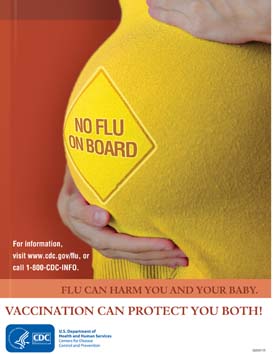 NO FLU
ON BOARD
For information,
visit www.cdc.gov/flu, or
call 1-800-CDC-INFO.
FLU CAN HARM YOU AND YOUR BABY.
VACCINATION CAN PROTECT YOU BOTH!
CDC
U.S. Department of
Health and Human Services
Centers for Disease
Control and Prevention